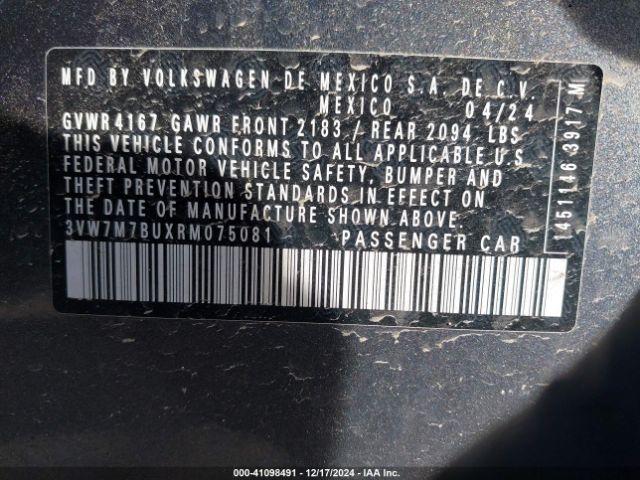 MFD BY VOLKSWAGEN DE MEXICO S.A. DE C.V
MEXICO 04/24
GVWR 4167 GAWR FRONT 2183 / REAR 2094 LBS
THIS VEHICLE CONFORMS TO ALL APPLICABLE U.S
FEDERAL MOTOR VEHICLE SAFETY, BUMPER AND
THEFT PREVENTION STANDARDS IN EFFECT ON
THE DATE OF MANUFACTURE SHOWN ABOVE.
3VW7M7BUXRM075081 PASSENGER CAR
1451146 3917 M
000-41098491 - 12/17/2024 - IAA Inc.